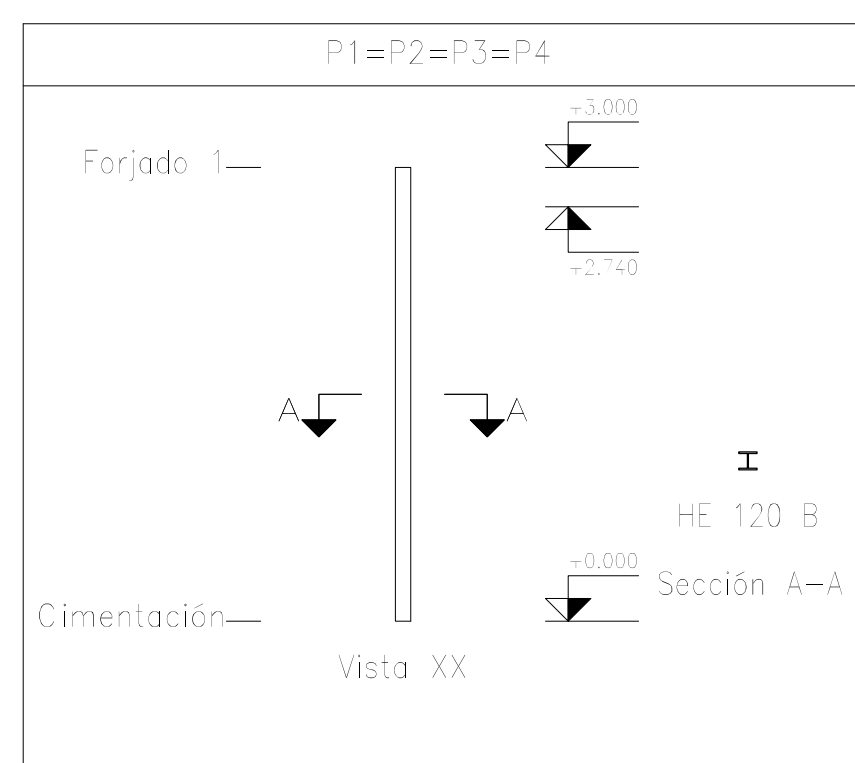 P1=P2=P3=P4
+3.000
Forjado 1
+2.740
A
A
HE 120 B
+0.000
Sección A-A
Cimentación
Vista XX